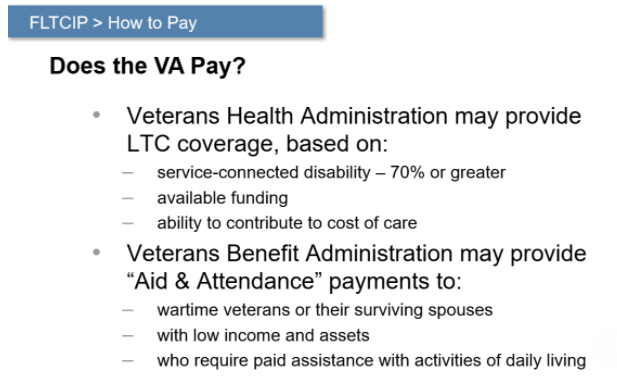 FLTCIP > How to Pay
Does the VA Pay?
• Veterans Health Administration may provide
LTC coverage, based on:
– service-connected disability – 70% or greater
– available funding
– ability to contribute to cost of care
• Veterans Benefit Administration may provide
“Aid & Attendance” payments to:
– wartime veterans or their surviving spouses
– with low income and assets
– who require paid assistance with activities of daily living